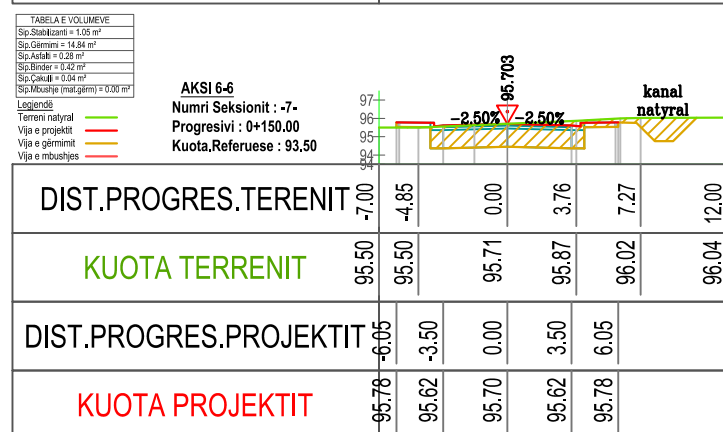 TABELA E VOLUMEVE
Sip.Stabilizanti = 1.05 m²
Sip.Gërmimi = 14.84 m²
Sip.Asfalti = 0.28 m²
Sip.Binder = 0.42 m²
Sip.Çakulli = 0.04 m²
Sip.Mbushje (mat.gërm) = 0.00 m²
Legjendë
Terreni natyral
Vija e projektit
Vija e gërmimit
Vija e mbushjes
AKSI 6-6
Numri Seksionit : -7-
Progresivi : 0+150.00
Kuota,Referuese : 93,50
97
96
95
94
94
95.703
-2.50% -2.50%
kanal
natyral
DIST.PROGRES.TERENIT -7.00 -4.85 0.00 3.76 7.27 12.00
KUOTA TERRENIT 95.50 95.50 95.71 95.87 96.02 96.04
DIST.PROGRES.PROJEKTIT -6.05 -3.50 0.00 3.50 6.05
KUOTA PROJEKTIT 95.78 95.62 95.70 95.62 95.78